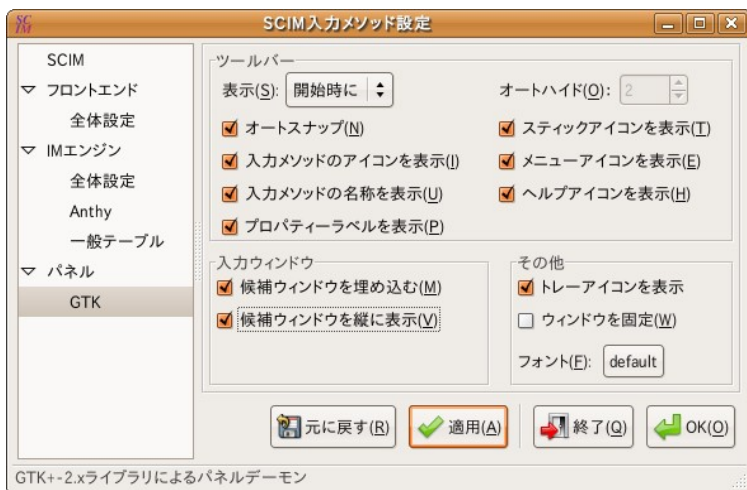 SCIM入力メソッド設定
SCIM
フロントエンド
全体設定
IMエンジン
全体設定
Anthy
一般テーブル
パネル
GTK
ツールバー
表示(S): 開始時に オートハイド(O): 2
オートスナップ(N) スティックアイコンを表示(T)
入力メソッドのアイコンを表示(I) メニューアイコンを表示(E)
入力メソッドの名称を表示(U) ヘルプアイコンを表示(H)
プロパティーラベルを表示(P)
入力ウィンドウ
候補ウィンドウを埋め込む(M)
候補ウィンドウを縦に表示(V)
その他
トレーアイコンを表示
ウィンドウを固定(W)
フォント(F): default
元に戻す(R) 適用(A) 終了(Q) OK(O)
GTK+-2.xライブラリによるパネルデーモン